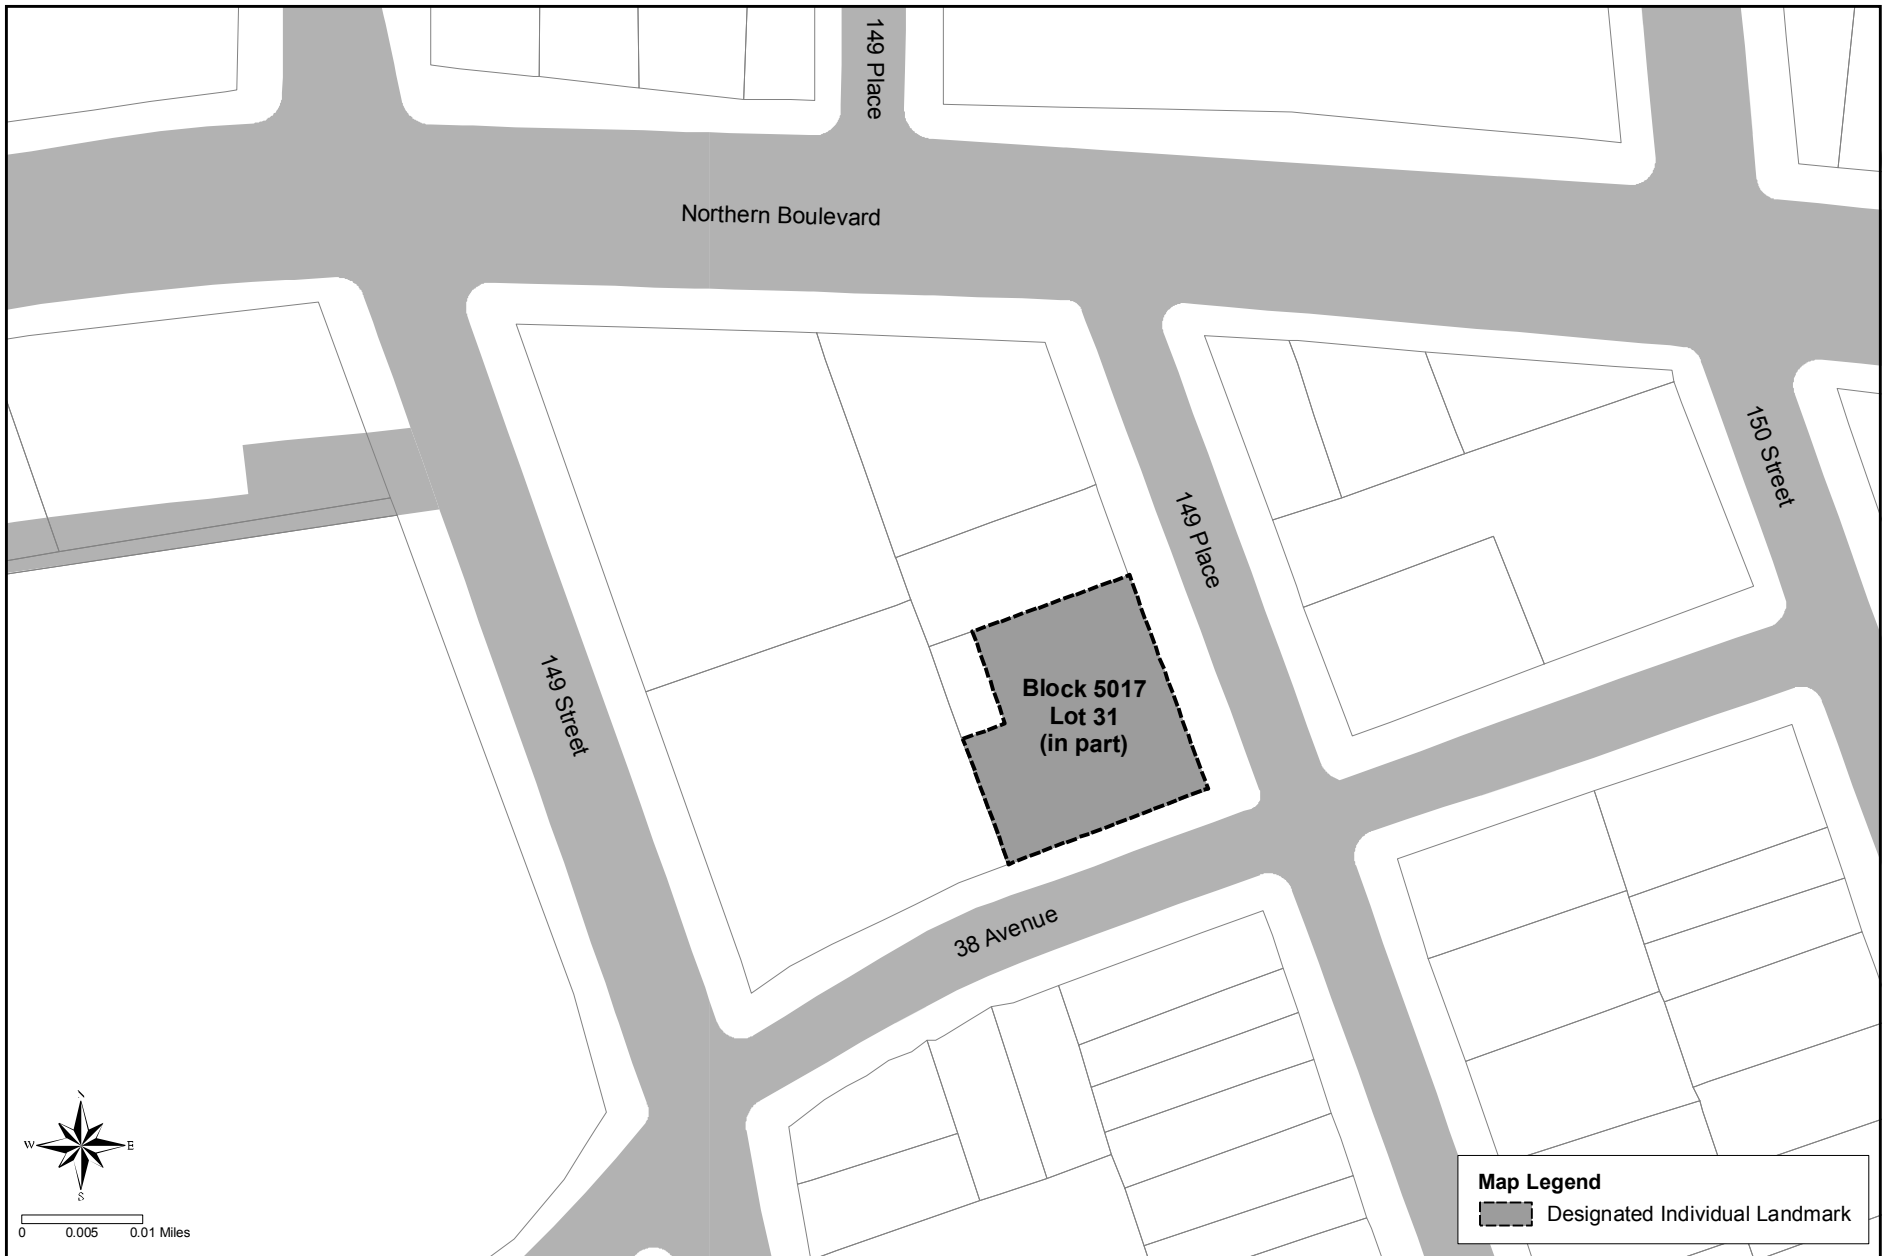 149 Place
Northern Boulevard
150 Street
149 Place
149 Street
Block 5017
Lot 31
(in part)
38 Avenue
N
W E
S
0 0.005 0.01 Miles
Map Legend
Designated Individual Landmark